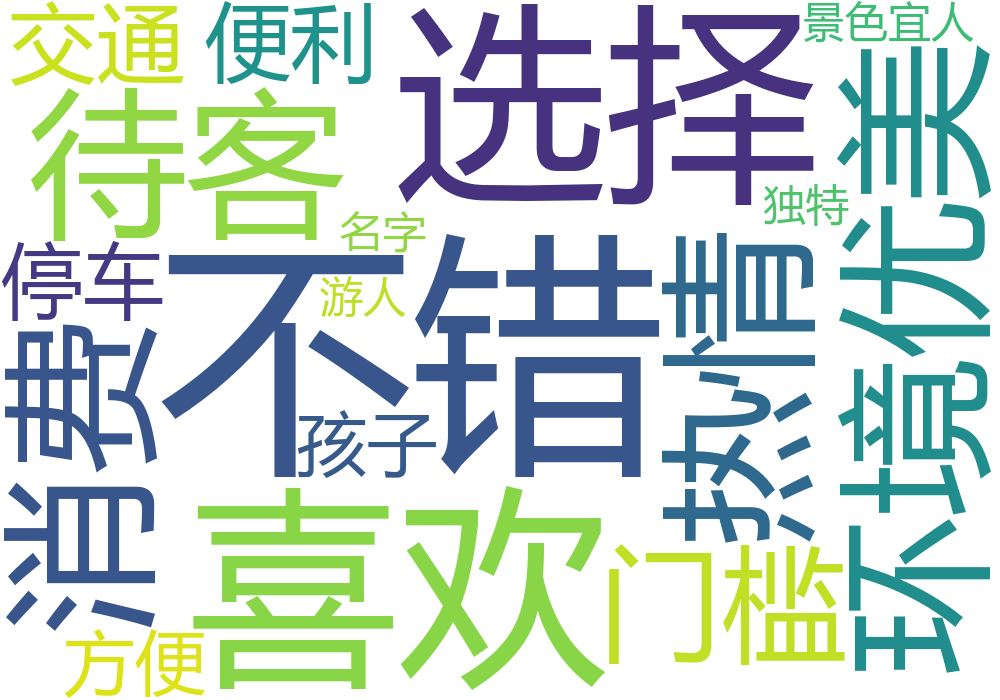 交通
便利
选择
景色宜人
待客
环境优美
独特
名字
停车
不错
热情
游人
消费
孩子
喜欢
门槛
方便